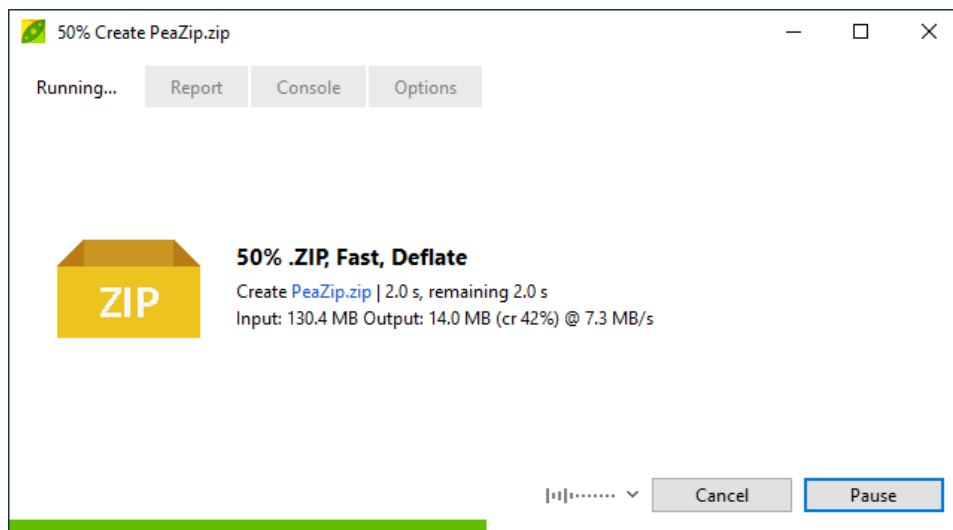 50% Create PeaZip.zip
Running... Report Console Options
ZIP
50% .ZIP, Fast, Deflate
Create PeaZip.zip | 2.0 s, remaining 2.0 s
Input: 130.4 MB Output: 14.0 MB (cr 42%) @ 7.3 MB/s
Cancel Pause